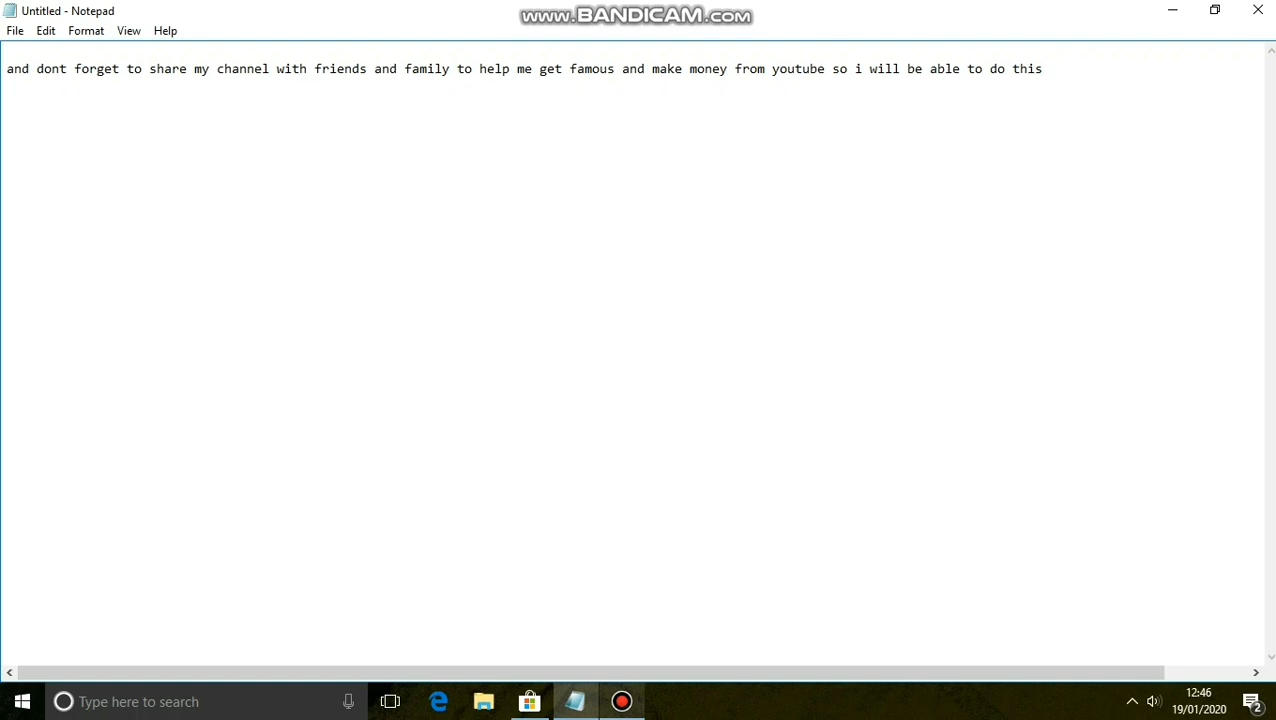 Untitled - Notepad
www.BANDICAM.com
File Edit Format View Help
and dont forget to share my channel with friends and family to help me get famous and make money from youtube so i will be able to do this
Type here to search
12:46
19/01/2020
2